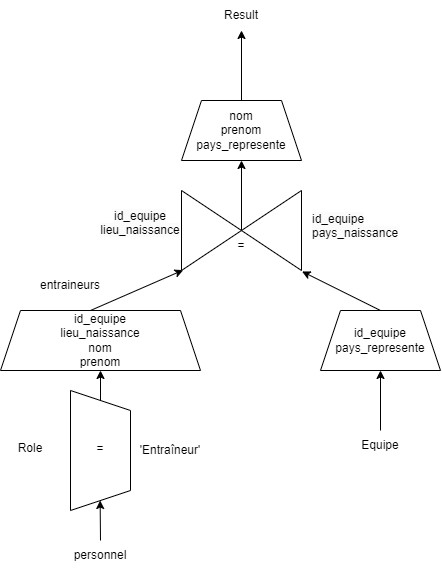 Result
nom
prenom
pays_represente
id_equipe
lieu_naissance
id_equipe
pays_naissance
=
entraineurs
id_equipe
lieu_naissance
nom
prenom
id_equipe
pays_represente
Role
=
'Entraîneur'
Equipe
personnel